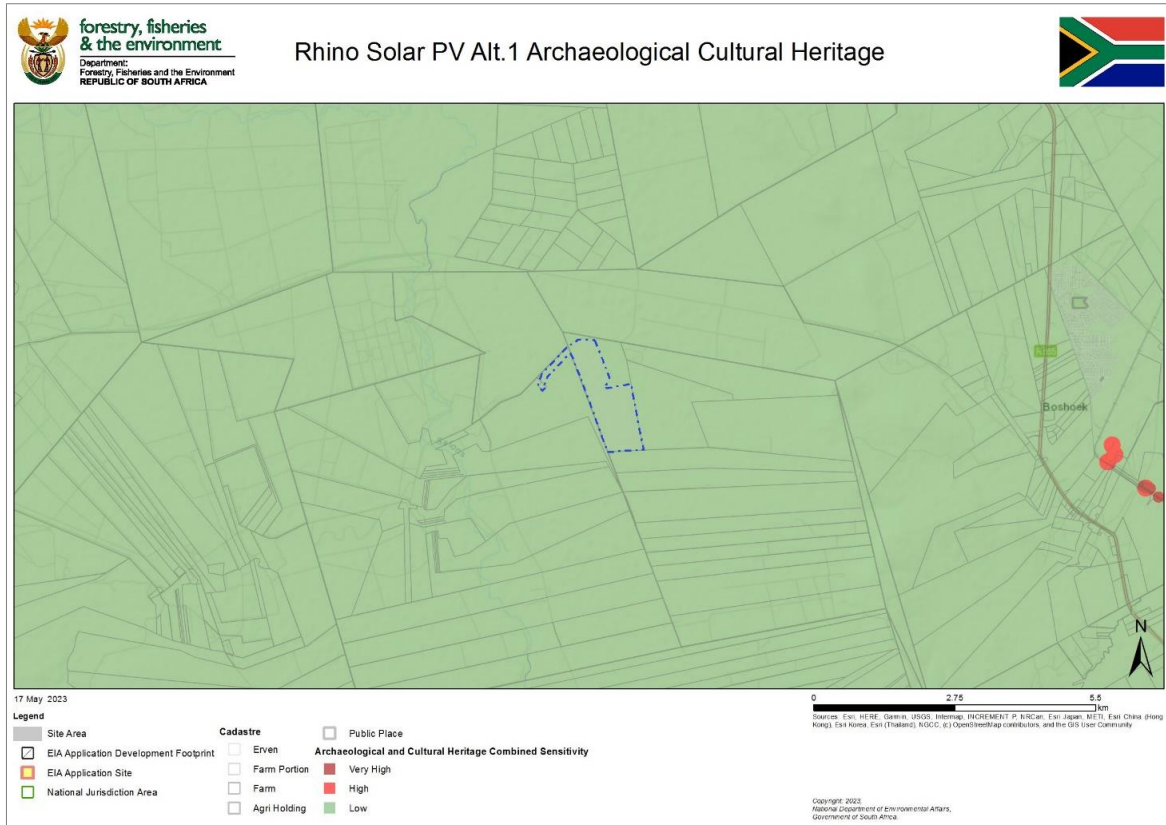 forestry, fisheries
& the environment
Department:
Forestry, Fisheries and the Environment
REPUBLIC OF SOUTH AFRICA
Rhino Solar PV Alt.1 Archaeological Cultural Heritage
Boshoek
N
17 May 2023
0 2.75 5.5
km
Sources: Esri, HERE, Garmin, USGS, Intermap, INCREMENT P, NRCan, Esri Japan, METI, Esri China (Hong
Kong), Esri Korea, Esri (Thailand), NGCC, (c) OpenStreetMap contributors, and the GIS User Community
Legend
Site Area
EIA Application Development Footprint
EIA Application Site
National Jurisdiction Area
Cadastre
Erven
Farm Portion
Farm
Agri Holding
Public Place
Archaeological and Cultural Heritage Combined Sensitivity
Very High
High
Low
Copyright: 2023,
National Department of Environmental Affairs,
Government of South Africa.